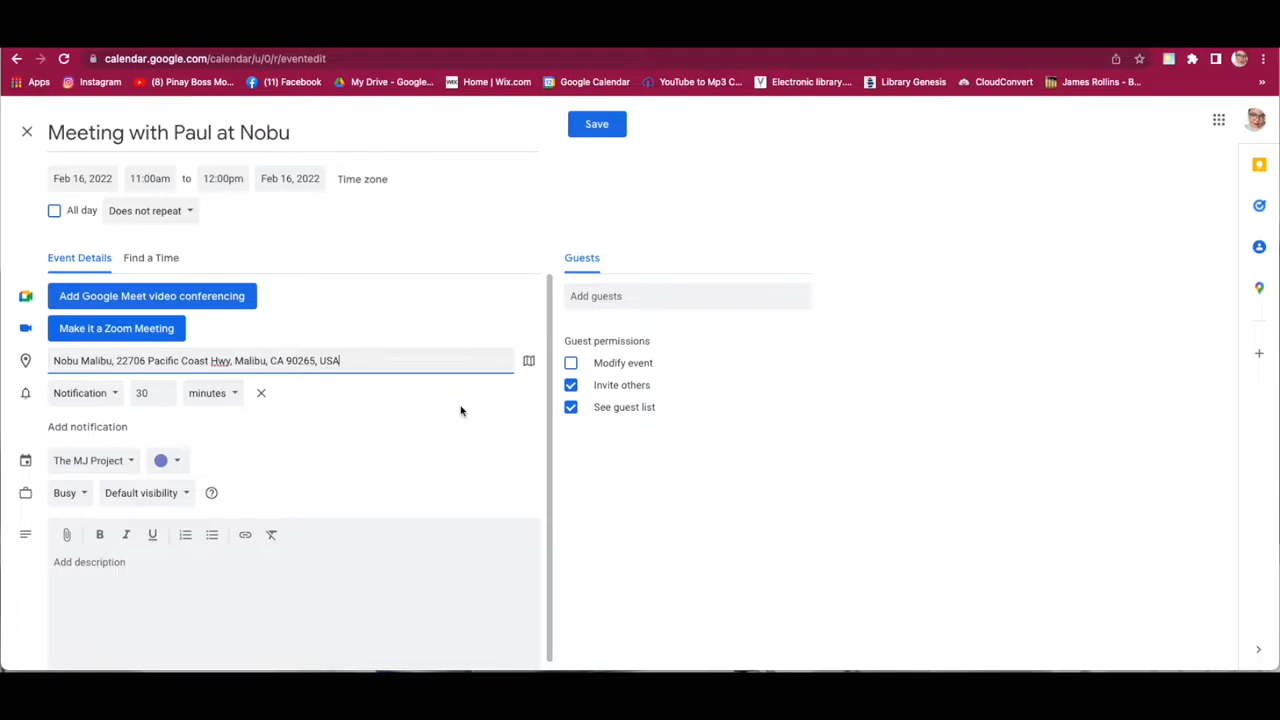 calendar.google.com/calendar/u/0/r/eventedit
Apps Instagram (8) Pinay Boss Mo... (11) Facebook My Drive - Google... Home | Wix.com Google Calendar YouTube to Mp3 C... Electronic library.... Library Genesis CloudConvert James Rollins - B... »
Meeting with Paul at Nobu
Save
Feb 16, 2022 11:00am to 12:00pm Feb 16, 2022 Time zone
All day Does not repeat
Event Details Find a Time
Guests
Add Google Meet video conferencing
Add guests
Make it a Zoom Meeting
Guest permissions
Nobu Malibu, 22706 Pacific Coast Hwy, Malibu, CA 90265, USA
Modify event
Invite others
Notification 30 minutes
See guest list
Add notification
The MJ Project
Busy Default visibility
B I U
Add description